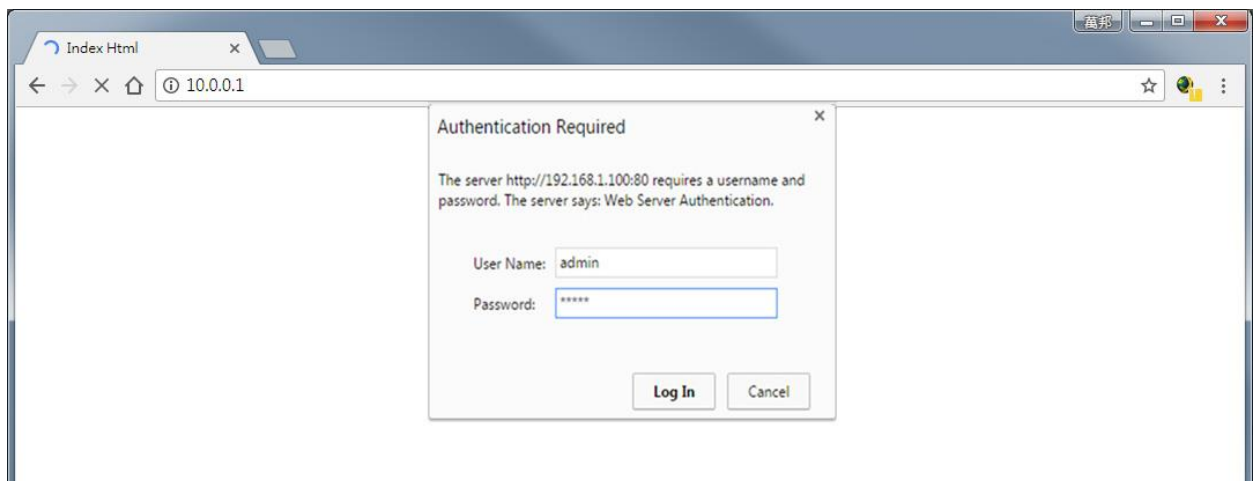 萬邦
Index Html
10.0.0.1
Authentication Required
The server http://192.168.1.100:80 requires a username and
password. The server says: Web Server Authentication.
User Name: admin
Password: *****
Log In Cancel